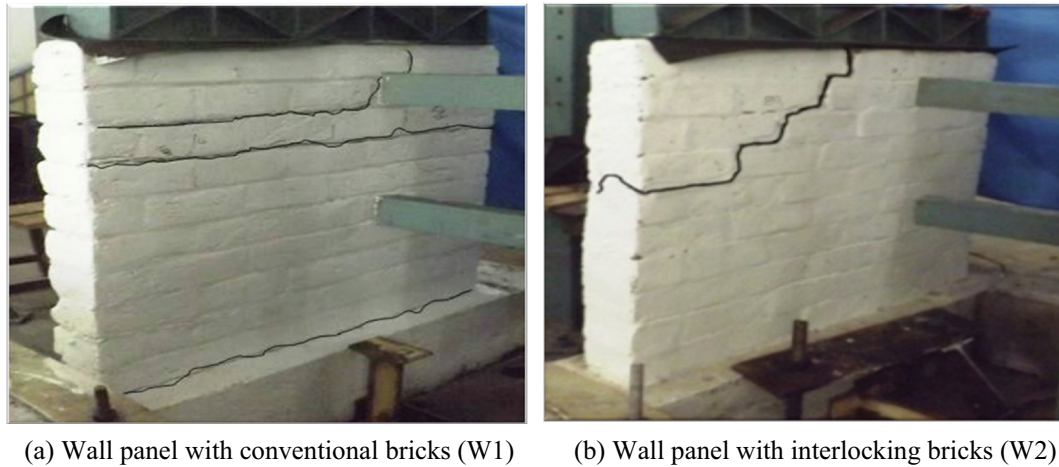 (a) Wall panel with conventional bricks (W1)
(b) Wall panel with interlocking bricks (W2)